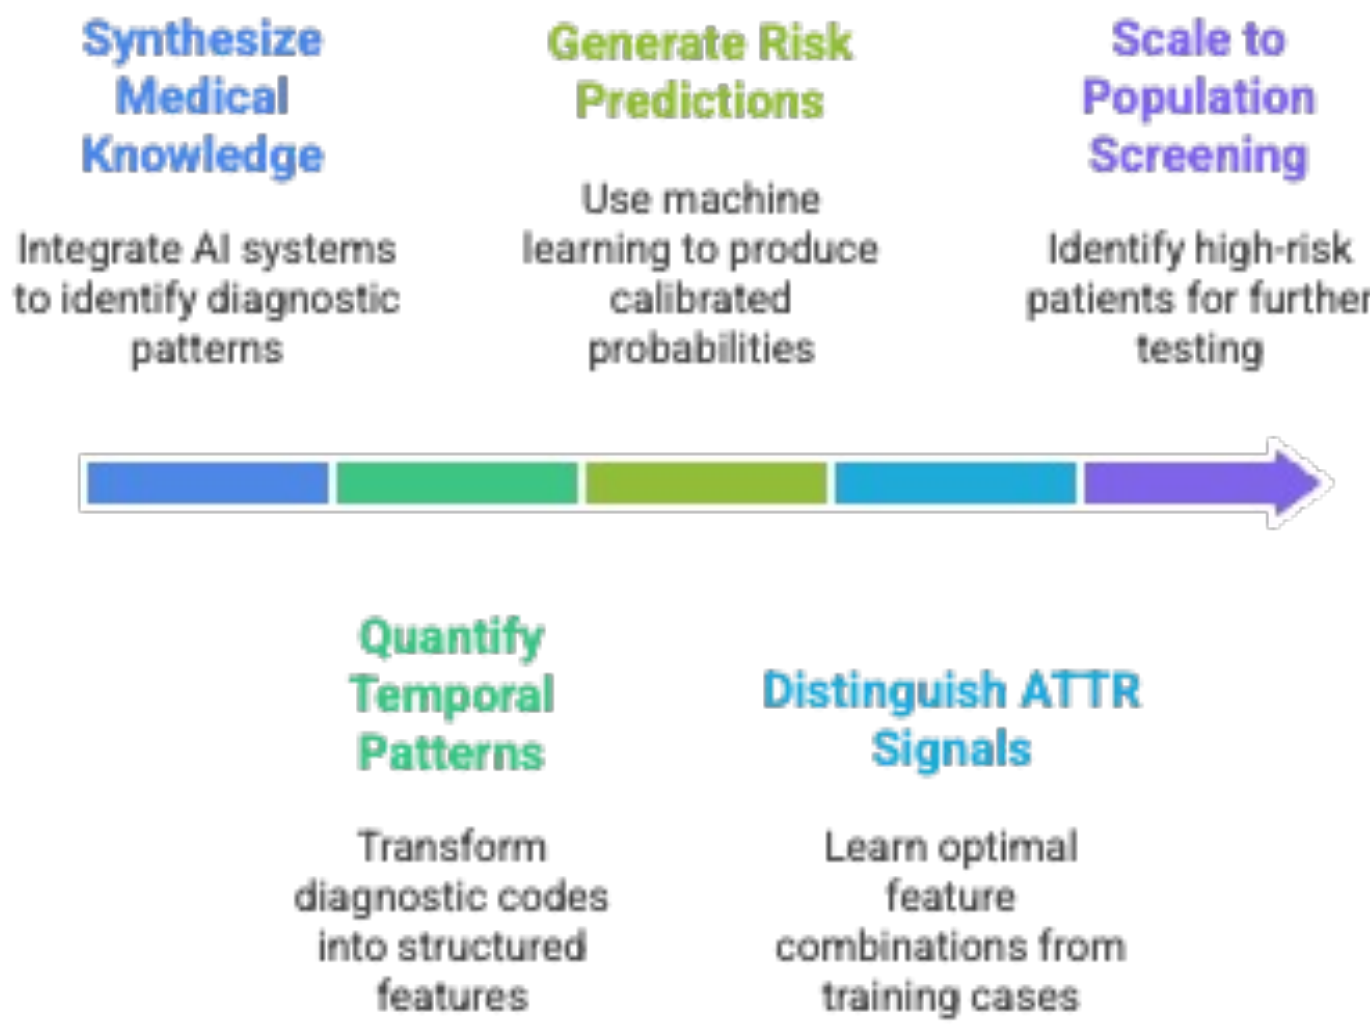 Synthesize
Medical
Knowledge
Integrate AI systems
to identify diagnostic
patterns
Generate Risk
Predictions
Use machine
learning to produce
calibrated
probabilities
Scale to
Population
Screening
Identify high-risk
patients for further
testing
Quantify
Temporal
Patterns
Transform
diagnostic codes
into structured
features
Distinguish ATTR
Signals
Learn optimal
feature
combinations from
training cases